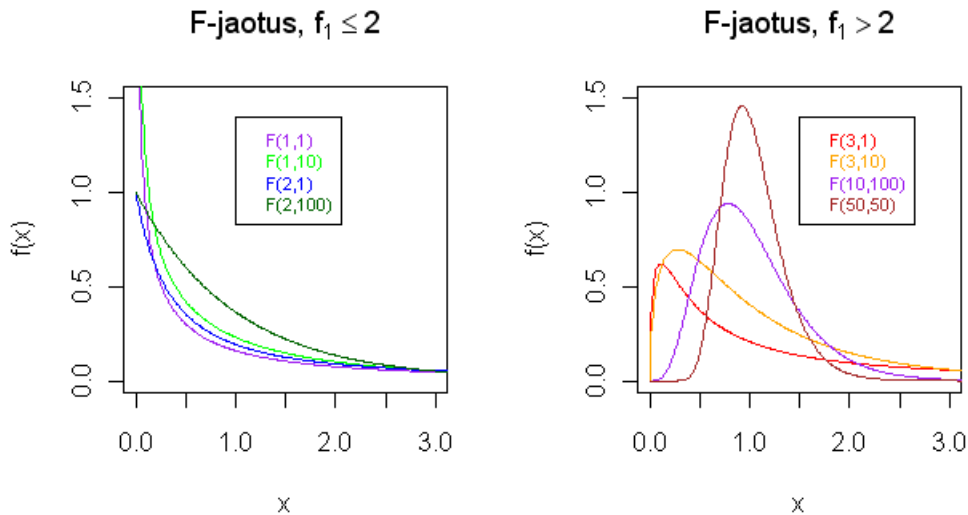 F-jaotus, f₁ ≤ 2
f(x)
1.5
1.0
0.5
0.0
F(1,1)
F(1,10)
F(2,1)
F(2,100)
0.0 1.0 2.0 3.0
x
F-jaotus, f₁ > 2
f(x)
1.5
1.0
0.5
0.0
F(3,1)
F(3,10)
F(10,100)
F(50,50)
0.0 1.0 2.0 3.0
x